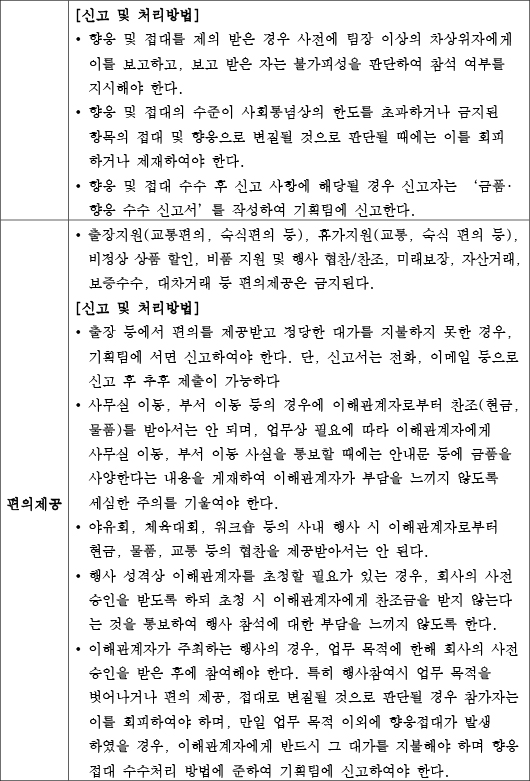 [신고 및 처리방법]
• 향응 및 접대를 제의 받은 경우 사전에 팀장 이상의 차상위자에게
이를 보고하고, 보고 받은 자는 불가피성을 판단하여 참석 여부를
지시해야 한다.
• 향응 및 접대의 수준이 사회통념상의 한도를 초과하거나 금지된
항목의 접대 및 향응으로 변질될 것으로 판단될 때에는 이를 회피
하거나 제재하여야 한다.
• 향응 및 접대 수수 후 신고 사항에 해당될 경우 신고자는 ‘금품·
향응 수수 신고서’를 작성하여 기획팀에 신고한다.
편의제공
• 출장지원(교통편의, 숙식편의 등), 휴가지원(교통, 숙식 편의 등),
비정상 상품 할인, 비품 지원 및 행사 협찬/찬조, 미래보장, 자산거래,
보증수수, 대차거래 등 편의제공은 금지된다.
[신고 및 처리방법]
• 출장 등에서 편의를 제공받고 정당한 대가를 지불하지 못한 경우,
기획팀에 서면 신고하여야 한다. 단, 신고서는 전화, 이메일 등으로
신고 후 추후 제출이 가능하다
• 사무실 이동, 부서 이동 등의 경우에 이해관계자로부터 찬조(현금,
물품)를 받아서는 안 되며, 업무상 필요에 따라 이해관계자에게
사무실 이동, 부서 이동 사실을 통보할 때에는 안내문 등에 금품을
사양한다는 내용을 게재하여 이해관계자가 부담을 느끼지 않도록
세심한 주의를 기울여야 한다.
• 야유회, 체육대회, 워크숍 등의 사내 행사 시 이해관계자로부터
현금, 물품, 교통 등의 협찬을 제공받아서는 안 된다.
• 행사 성격상 이해관계자를 초청할 필요가 있는 경우, 회사의 사전
승인을 받도록 하되 초청 시 이해관계자에게 찬조금을 받지 않는다
는 것을 통보하여 행사 참석에 대한 부담을 느끼지 않도록 한다.
• 이해관계자가 주최하는 행사의 경우, 업무 목적에 한해 회사의 사전
승인을 받은 후에 참여해야 한다. 특히 행사참여시 업무 목적을
벗어나거나 편의 제공, 접대로 변질될 것으로 판단될 경우 참가자는
이를 회피하여야 하며, 만일 업무 목적 이외에 향응접대가 발생
하였을 경우, 이해관계자에게 반드시 그 대가를 지불해야 하며 향응
접대 수수처리 방법에 준하여 기획팀에 신고하여야 한다.